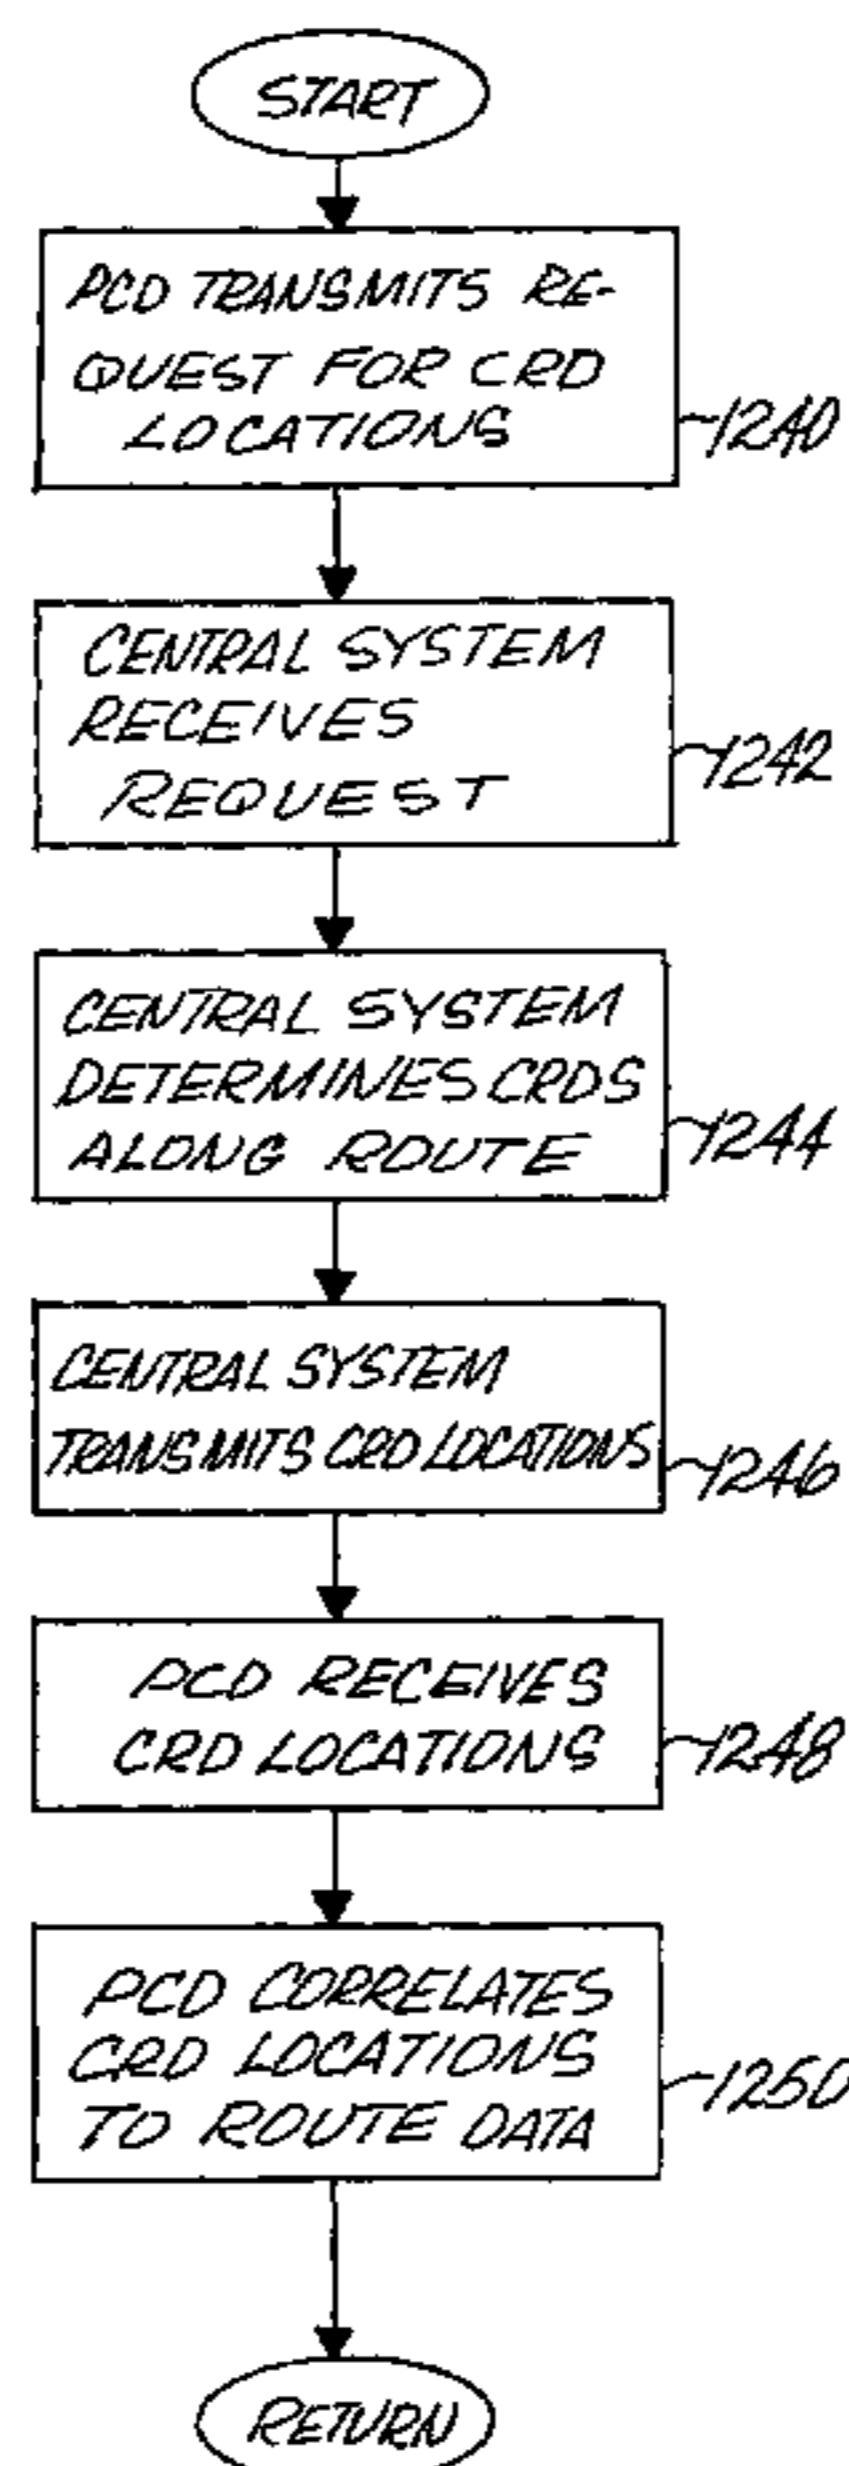 START
PCD TRANSMITS RE-
QUEST FOR CRD
LOCATIONS
1240
CENTRAL SYSTEM
RECEIVES
REQUEST
1242
CENTRAL SYSTEM
DETERMINES CRDS
ALONG ROUTE
1244
CENTRAL SYSTEM
TRANSMITS CRD LOCATIONS
1246
PCD RECEIVES
CRD LOCATIONS
1248
PCD CORRELATES
CRD LOCATIONS
TO ROUTE DATA
1250
RETURN